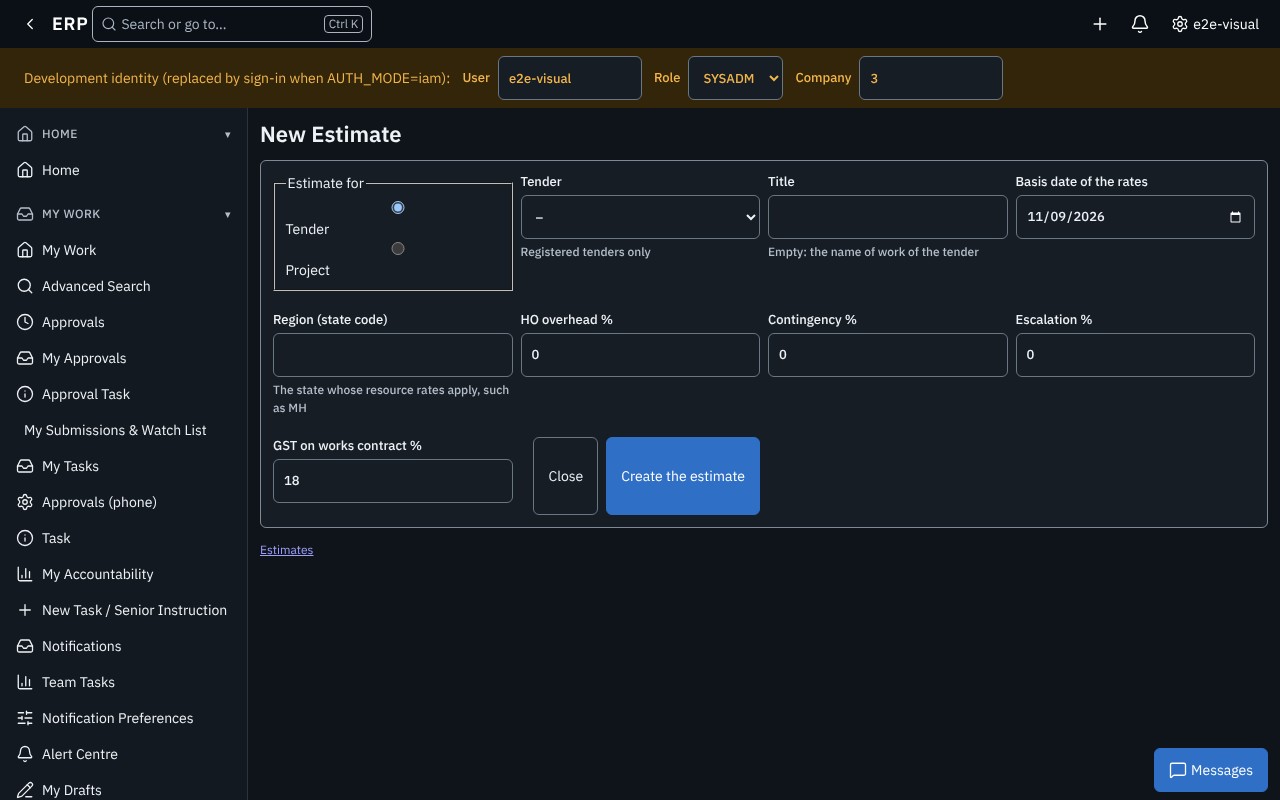 ERP
Search or go to...
Ctrl K
e2e-visual
Development identity (replaced by sign-in when AUTH_MODE=iam):
User
e2e-visual
Role
SYSADM
Company
3
HOME
Home
MY WORK
My Work
Advanced Search
Approvals
My Approvals
Approval Task
My Submissions & Watch List
My Tasks
Approvals (phone)
Task
My Accountability
New Task / Senior Instruction
Notifications
Team Tasks
Notification Preferences
Alert Centre
My Drafts
New Estimate
Estimate for
Tender
Project
Tender
–
Registered tenders only
Title
Empty: the name of work of the tender
Basis date of the rates
11/09/2026
Region (state code)
The state whose resource rates apply, such
as MH
HO overhead %
0
Contingency %
0
Escalation %
0
GST on works contract %
18
Close
Create the estimate
Estimates
Messages